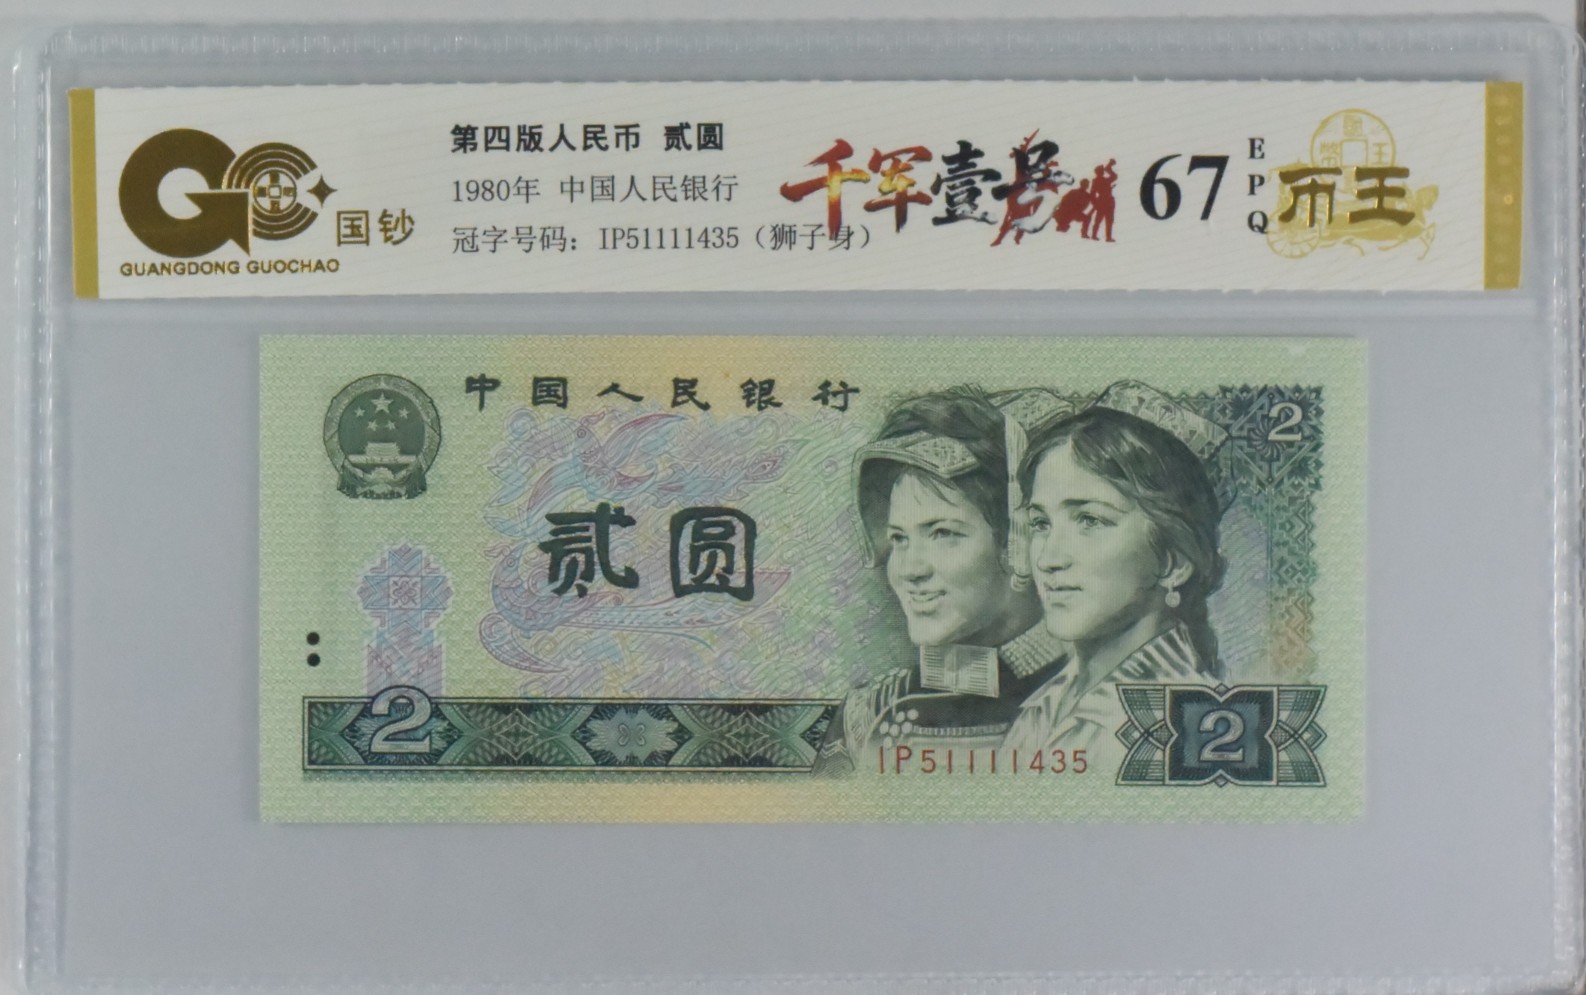 国钞
GUANGDONG GUOCHAO
第四版人民币 贰圆
1980年 中国人民银行
冠字号码：IP51111435（狮子身）
千军壹号
67
EPQ
币王
中国人民银行
2
贰圆
2
IP51111435
2